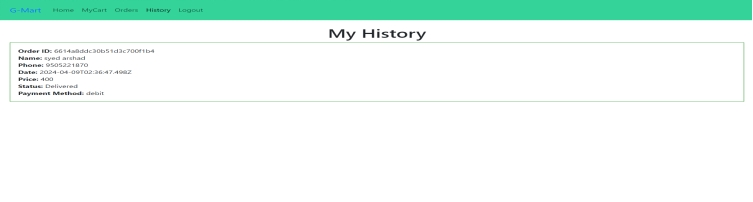 G-Mart Home MyCart Orders History Logout
My History
Order ID: 6614a8ddc30b51d3c700f1b4
Name: syed arshad
Phone: 9505221870
Date: 2024-04-09T02:36:47.498Z
Price: 400
Status: Delivered
Payment Method: debit